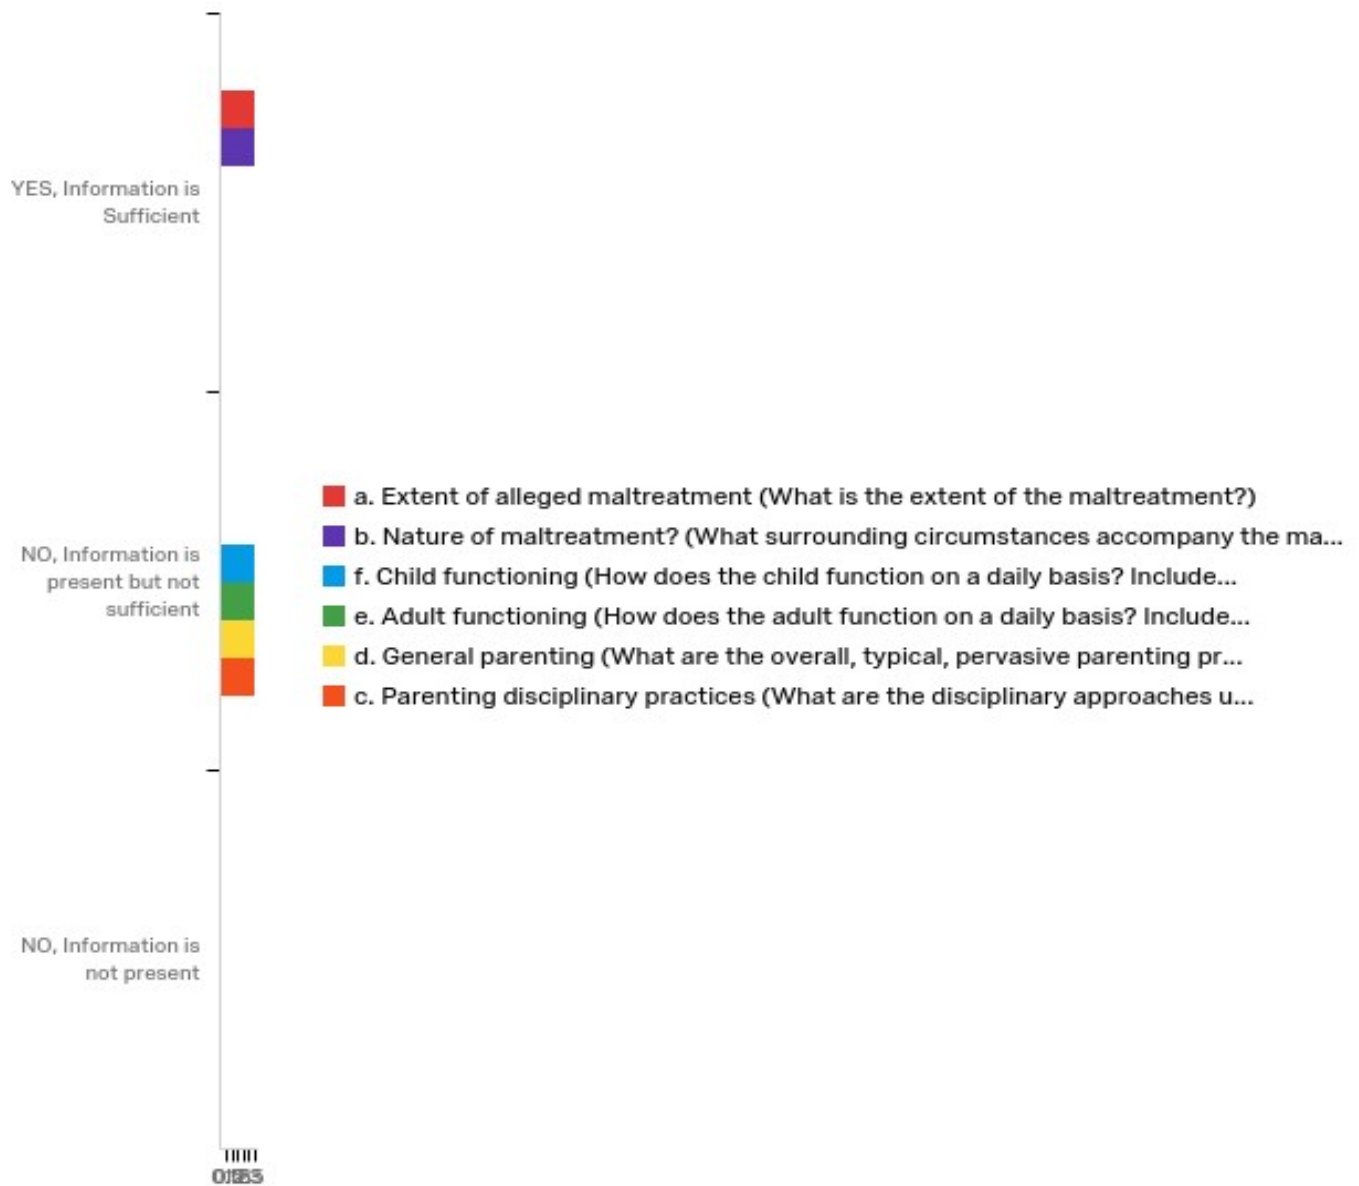 YES, Information is
Sufficient
NO, Information is
present but not
sufficient
a. Extent of alleged maltreatment (What is the extent of the maltreatment?)
b. Nature of maltreatment? (What surrounding circumstances accompany the ma...
f. Child functioning (How does the child function on a daily basis? Include...
e. Adult functioning (How does the adult function on a daily basis? Include...
d. General parenting (What are the overall, typical, pervasive parenting pr...
c. Parenting disciplinary practices (What are the disciplinary approaches u...
NO, Information is
not present